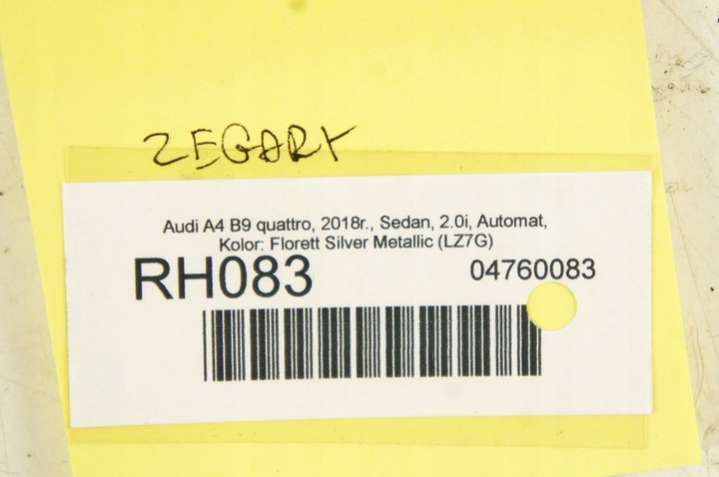 ZEGARY
Audi A4 B9 quattro, 2018r., Sedan, 2.0i, Automat,
Kolor: Florett Silver Metallic (LZ7G)
RH083 04760083